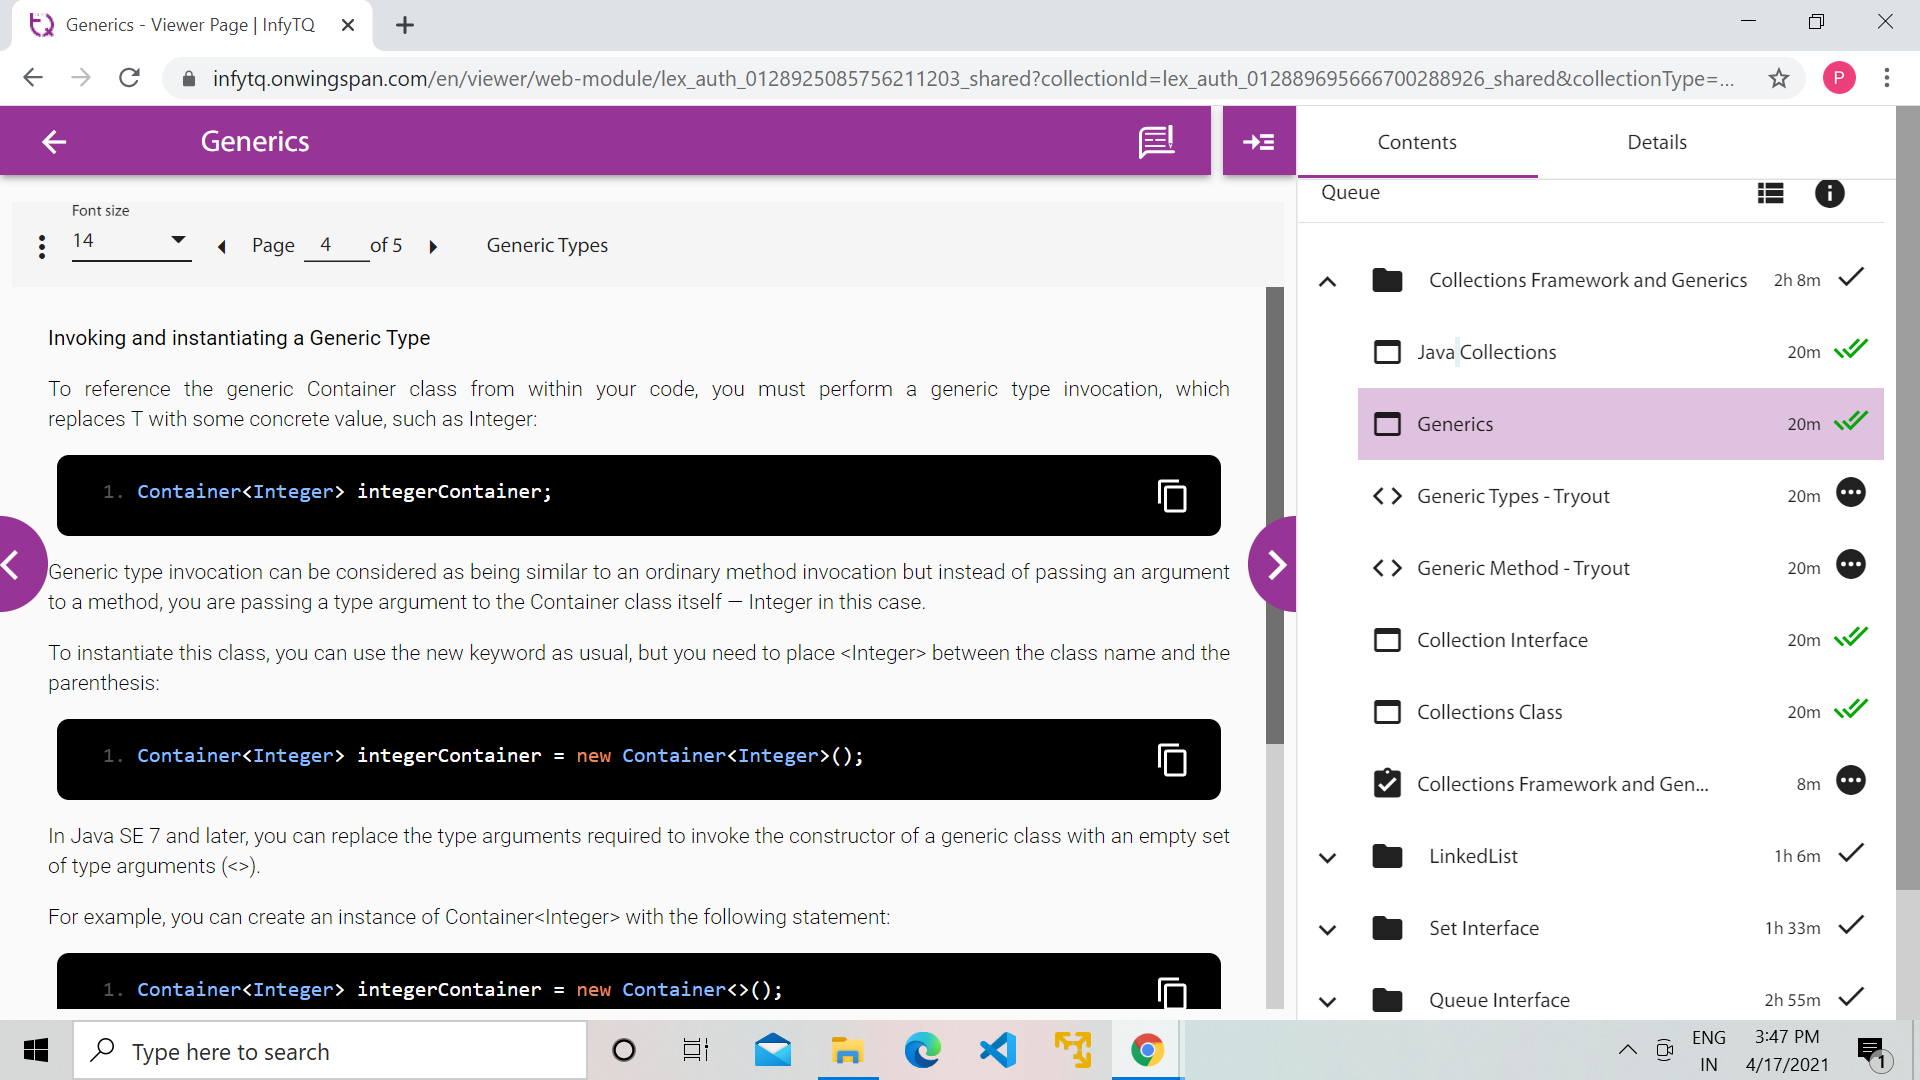 Generics - Viewer Page | InfyTQ
infytq.onwingspan.com/en/viewer/web-module/lex_auth_0128925085756211203_shared?collectionId=lex_auth_012889695666700288926_shared&collectionType=...
P
Generics
Contents
Details
Font size
14
Page 4 of 5
Generic Types
Invoking and instantiating a Generic Type
To reference the generic Container class from within your code, you must perform a generic type invocation, which
replaces T with some concrete value, such as Integer:
1. Container<Integer> integerContainer;
Generic type invocation can be considered as being similar to an ordinary method invocation but instead of passing an argument
to a method, you are passing a type argument to the Container class itself — Integer in this case.
To instantiate this class, you can use the new keyword as usual, but you need to place <Integer> between the class name and the
parenthesis:
1. Container<Integer> integerContainer = new Container<Integer>();
In Java SE 7 and later, you can replace the type arguments required to invoke the constructor of a generic class with an empty set
of type arguments (<>).
For example, you can create an instance of Container<Integer> with the following statement:
1. Container<Integer> integerContainer = new Container<>();
Queue
Collections Framework and Generics 2h 8m
Java Collections 20m
Generics 20m
Generic Types - Tryout 20m
Generic Method - Tryout 20m
Collection Interface 20m
Collections Class 20m
Collections Framework and Gen... 8m
LinkedList 1h 6m
Set Interface 1h 33m
Queue Interface 2h 55m
Type here to search
ENG
IN
3:47 PM
4/17/2021
1